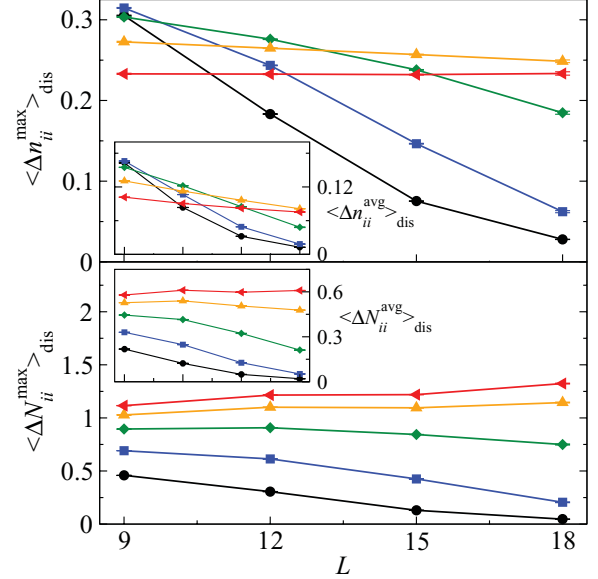 0.3
0.2
0.1
0
<Δn_ii^max>_dis
0.12
<Δn_ii^avg>_dis
0
0.6
<ΔN_ii^avg>_dis
0.3
0
2
1.5
1
0.5
0
<ΔN_ii^max>_dis
9 12 15 18
L